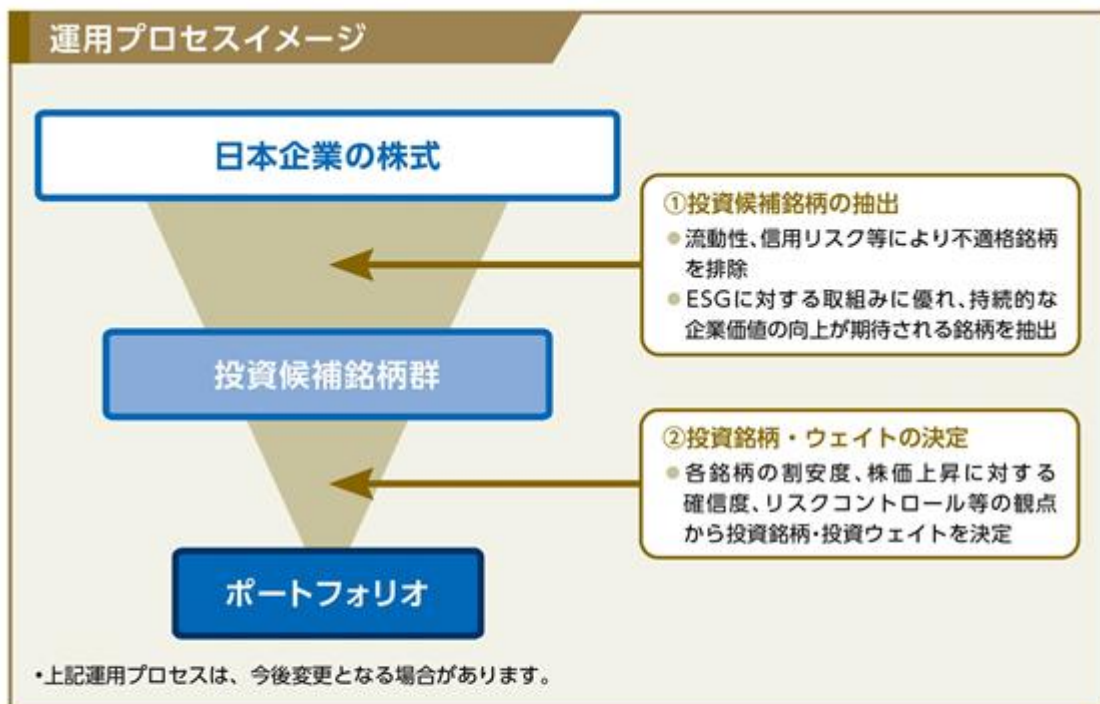 運用プロセスイメージ
日本企業の株式
①投資候補銘柄の抽出
●流動性、信用リスク等により不適格銘柄
を排除
●ESGに対する取組みに優れ、持続的な
企業価値の向上が期待される銘柄を抽出
投資候補銘柄群
②投資銘柄・ウェイトの決定
●各銘柄の割安度、株価上昇に対する
確信度、リスクコントロール等の観点
から投資銘柄・投資ウェイトを決定
ポートフォリオ
・上記運用プロセスは、今後変更となる場合があります。